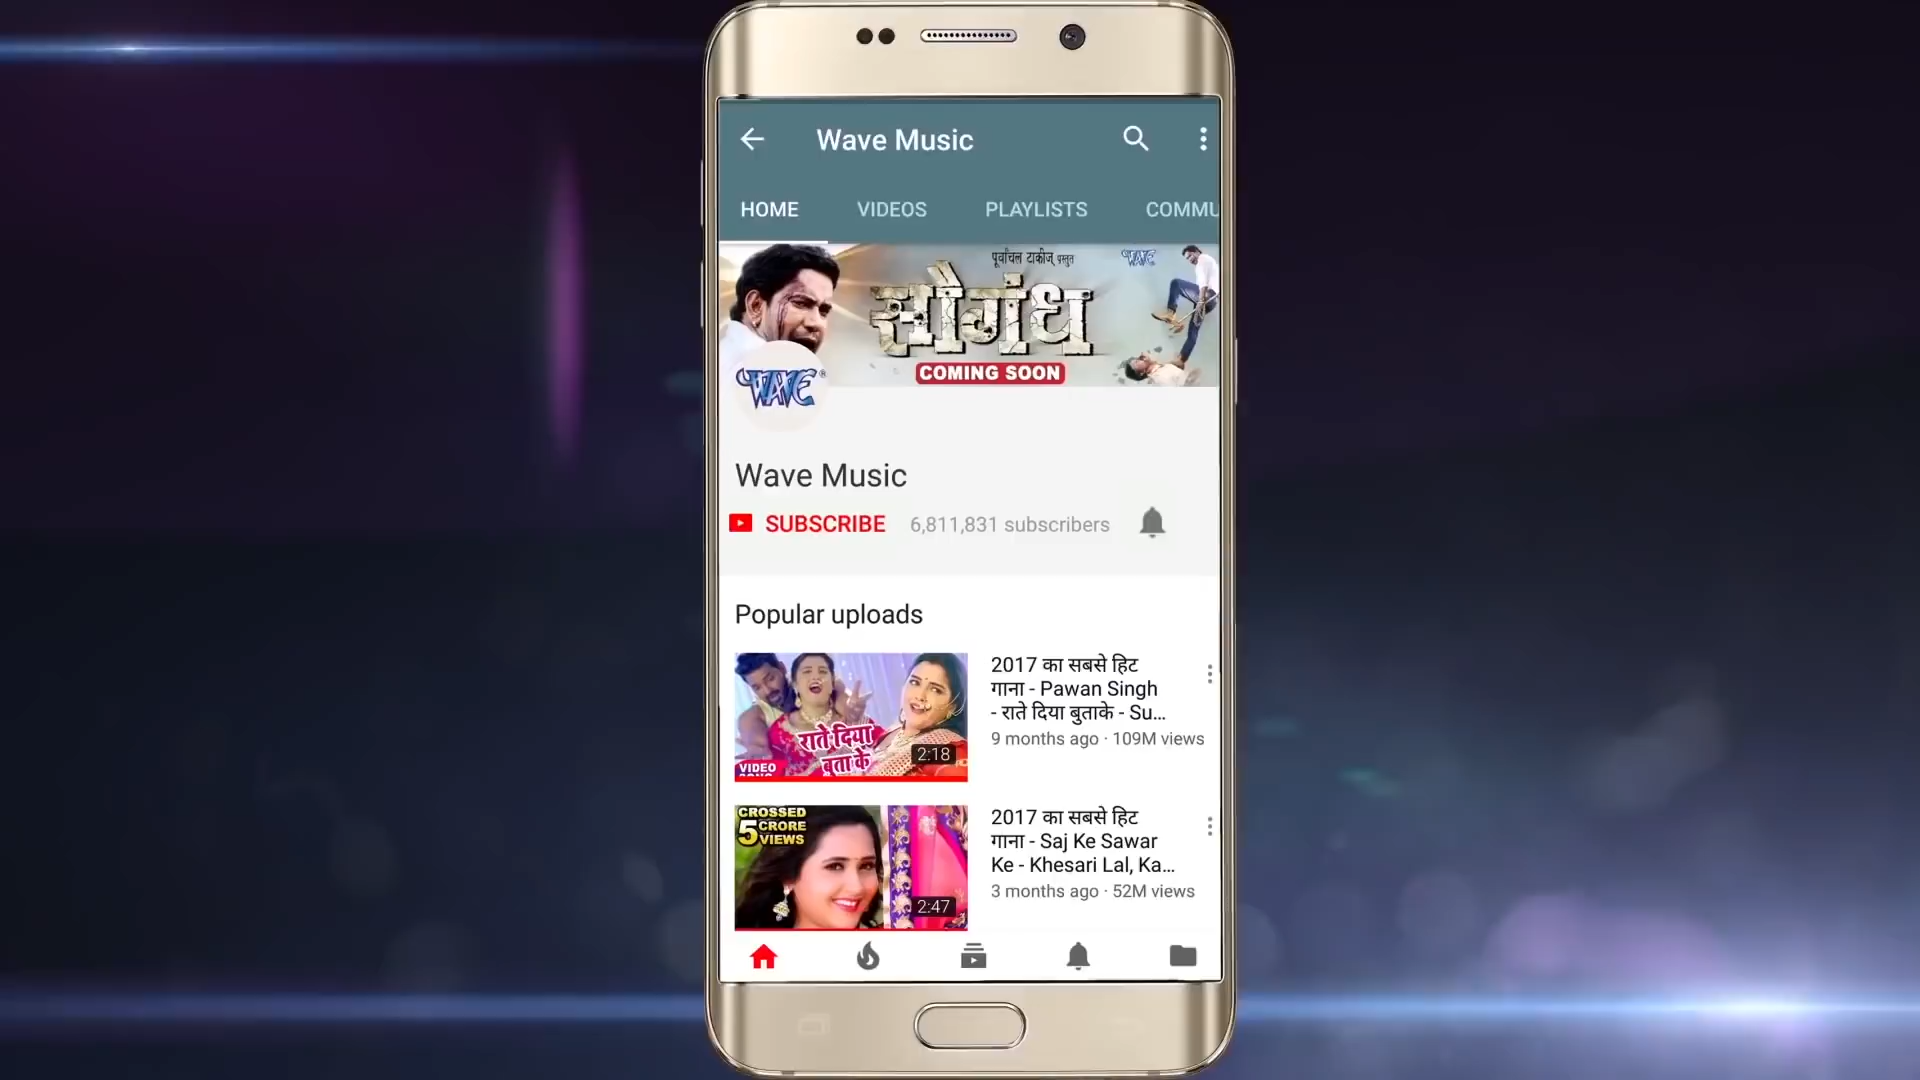 Wave Music
HOME VIDEOS PLAYLISTS COMMU
पूर्वांचल टाकीज् प्रस्तुत
WAVE
सौगंध
COMING SOON
WAVE®
Wave Music
SUBSCRIBE 6,811,831 subscribers
Popular uploads
राते दिया
बुता के
VIDEO
SONG
2:18
2017 का सबसे हिट
गाना - Pawan Singh
- राते दिया बुताके - Su...
9 months ago · 109M views
CROSSED
5 CRORE
VIEWS
2:47
2017 का सबसे हिट
गाना - Saj Ke Sawar
Ke - Khesari Lal, Ka...
3 months ago · 52M views